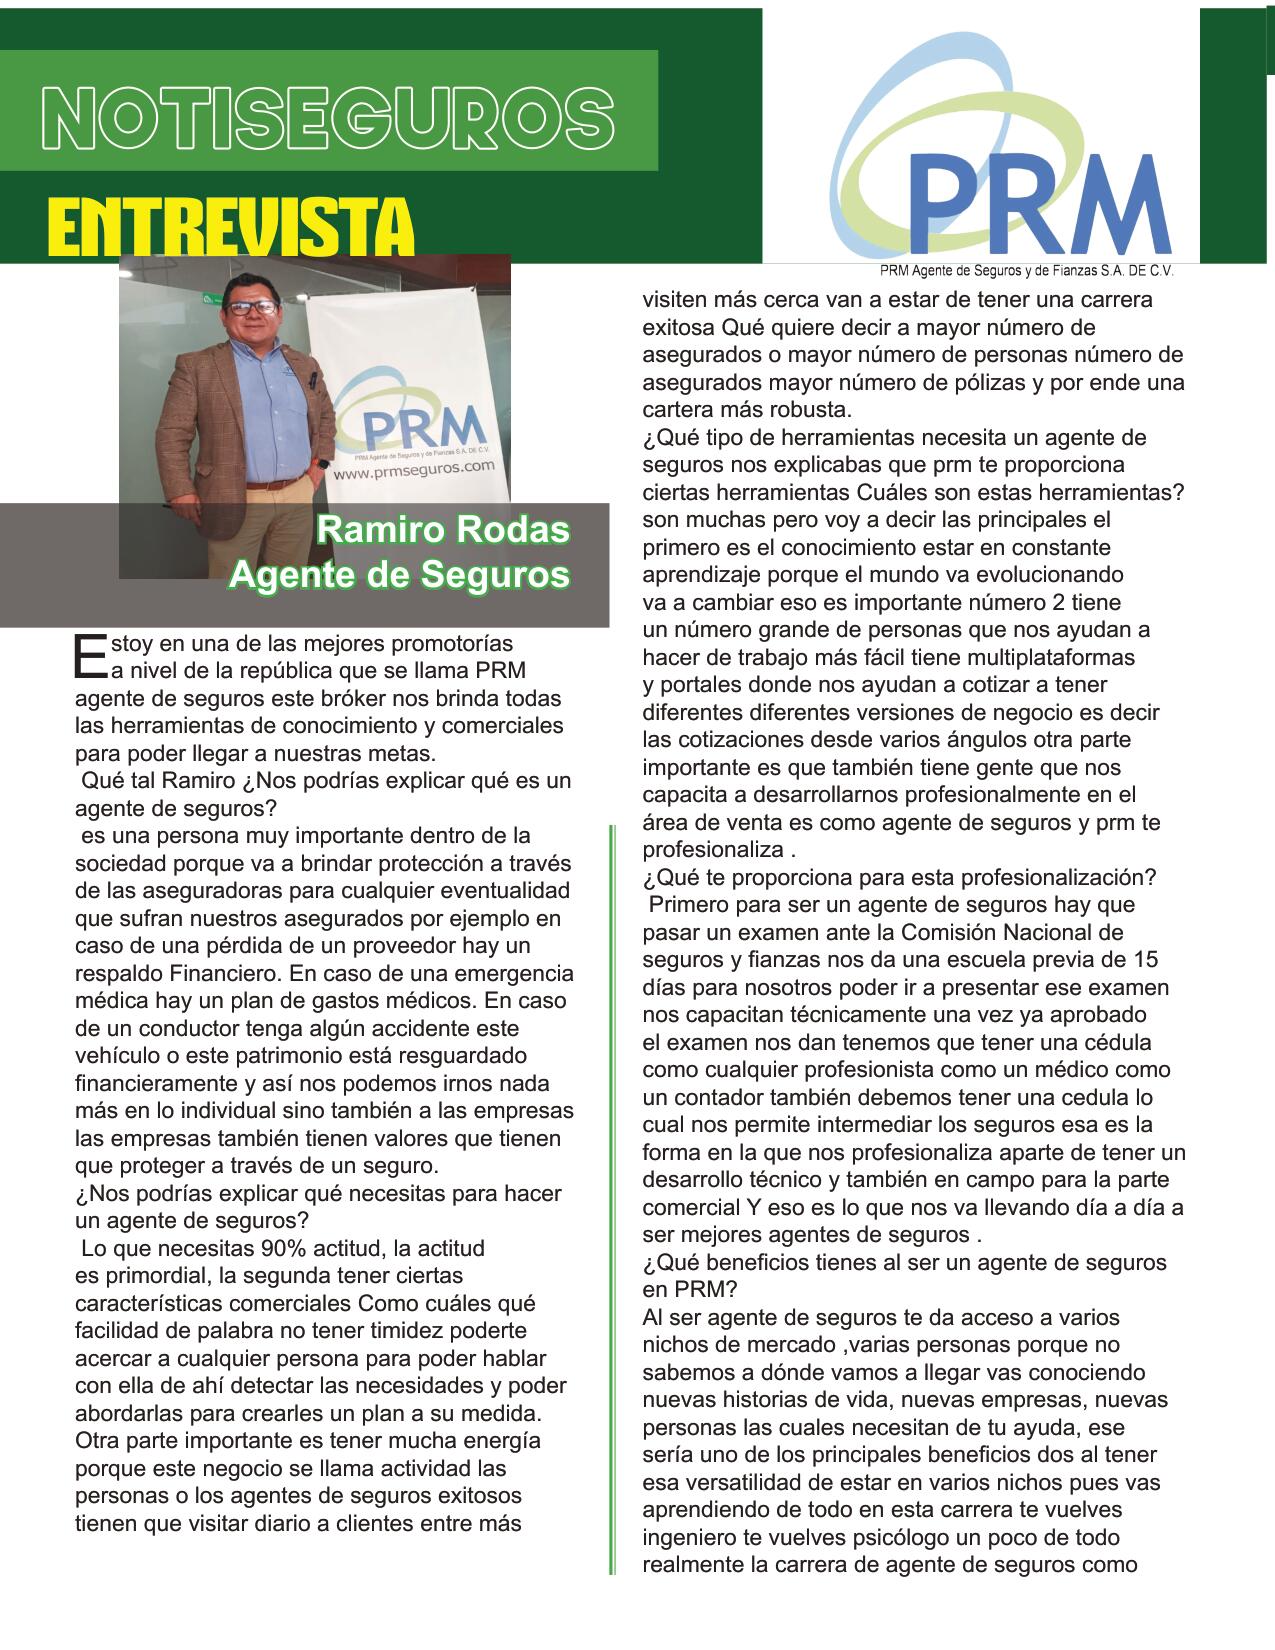 NOTISEGUROS
ENTREVISTA
PRM
PRM Agente de Seguros y de Fianzas S.A. DE C.V.
PRM
PRM Agente de Seguros y de Fianzas S.A. DE C.V.
www.prmseguros.com
Ramiro Rodas
Agente de Seguros
Estoy en una de las mejores promotorías
a nivel de la república que se llama PRM
agente de seguros este bróker nos brinda todas
las herramientas de conocimiento y comerciales
para poder llegar a nuestras metas.
Qué tal Ramiro ¿Nos podrías explicar qué es un
agente de seguros?
es una persona muy importante dentro de la
sociedad porque va a brindar protección a través
de las aseguradoras para cualquier eventualidad
que sufran nuestros asegurados por ejemplo en
caso de una pérdida de un proveedor hay un
respaldo Financiero. En caso de una emergencia
médica hay un plan de gastos médicos. En caso
de un conductor tenga algún accidente este
vehículo o este patrimonio está resguardado
financieramente y así nos podemos irnos nada
más en lo individual sino también a las empresas
las empresas también tienen valores que tienen
que proteger a través de un seguro.
¿Nos podrías explicar qué necesitas para hacer
un agente de seguros?
Lo que necesitas 90% actitud, la actitud
es primordial, la segunda tener ciertas
características comerciales Como cuáles qué
facilidad de palabra no tener timidez poderte
acercar a cualquier persona para poder hablar
con ella de ahí detectar las necesidades y poder
abordarlas para crearles un plan a su medida.
Otra parte importante es tener mucha energía
porque este negocio se llama actividad las
personas o los agentes de seguros exitosos
tienen que visitar diario a clientes entre más
visiten más cerca van a estar de tener una carrera
exitosa Qué quiere decir a mayor número de
asegurados o mayor número de personas número de
asegurados mayor número de pólizas y por ende una
cartera más robusta.
¿Qué tipo de herramientas necesita un agente de
seguros nos explicabas que prm te proporciona
ciertas herramientas Cuáles son estas herramientas?
son muchas pero voy a decir las principales el
primero es el conocimiento estar en constante
aprendizaje porque el mundo va evolucionando
va a cambiar eso es importante número 2 tiene
un número grande de personas que nos ayudan a
hacer de trabajo más fácil tiene multiplataformas
y portales donde nos ayudan a cotizar a tener
diferentes diferentes versiones de negocio es decir
las cotizaciones desde varios ángulos otra parte
importante es que también tiene gente que nos
capacita a desarrollarnos profesionalmente en el
área de venta es como agente de seguros y prm te
profesionaliza .
¿Qué te proporciona para esta profesionalización?
Primero para ser un agente de seguros hay que
pasar un examen ante la Comisión Nacional de
seguros y fianzas nos da una escuela previa de 15
días para nosotros poder ir a presentar ese examen
nos capacitan técnicamente una vez ya aprobado
el examen nos dan tenemos que tener una cédula
como cualquier profesionista como un médico como
un contador también debemos tener una cedula lo
cual nos permite intermediar los seguros esa es la
forma en la que nos profesionaliza aparte de tener un
desarrollo técnico y también en campo para la parte
comercial Y eso es lo que nos va llevando día a día a
ser mejores agentes de seguros .
¿Qué beneficios tienes al ser un agente de seguros
en PRM?
Al ser agente de seguros te da acceso a varios
nichos de mercado ,varias personas porque no
sabemos a dónde vamos a llegar vas conociendo
nuevas historias de vida, nuevas empresas, nuevas
personas las cuales necesitan de tu ayuda, ese
sería uno de los principales beneficios dos al tener
esa versatilidad de estar en varios nichos pues vas
aprendiendo de todo en esta carrera te vuelves
ingeniero te vuelves psicólogo un poco de todo
realmente la carrera de agente de seguros como